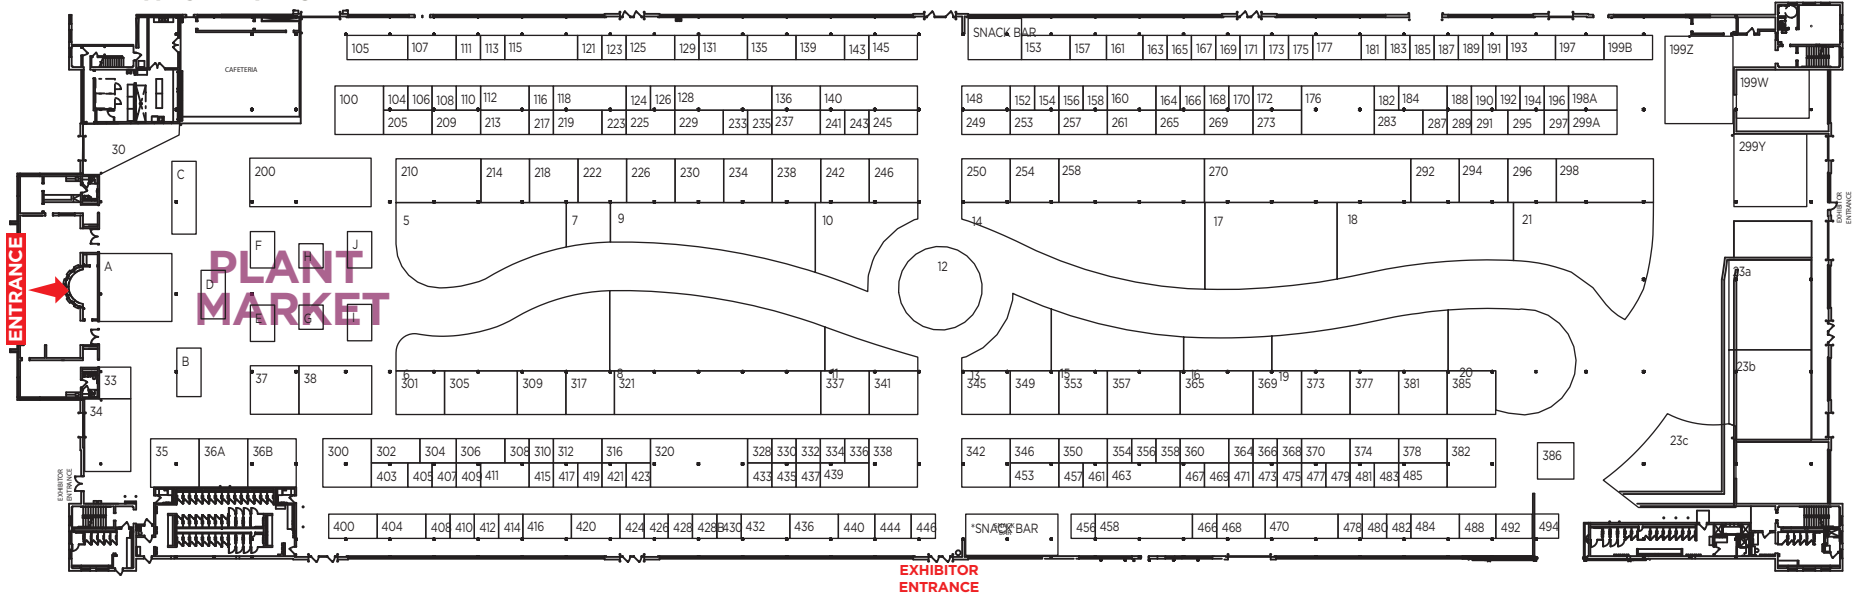 SNACK BAR
105 107 111 113 115 121 123 125 129 131 135 139 143 145 153 157 161 163 165 167 169 171 173 175 177 181 183 185 187 189 191 193 197 199B 199Z
CAFETERIA
199W
100 104 106 108 110 112 116 118 124 126 128 136 140 148 152 154 156 158 160 164 166 168 170 172 176 182 184 188 190 192 194 196 198A
205 209 213 217 219 223 225 229 233 235 237 241 243 245 249 253 257 261 265 269 273 283 287 289 291 295 297 299A
30
299Y
C 200 210 214 218 222 226 230 234 238 242 246 250 254 258 270 292 294 296 298
EXHIBITOR
ENTRANCE
5 7 9 10 14 17 18 21
F H J
PLANT
MARKET
ENTRANCE
A D E G I
12
23a
B
33 37 38
6 8 11 13 15 16 19 20
23b
301 305 309 317 321 337 341 345 349 353 357 365 369 373 377 381 385
34
23c
35 36A 36B 300 302 304 306 308 310 312 316 320 328 330 332 334 336 338 342 346 350 354 356 358 360 364 366 368 370 374 378 382 386
403 405 407 409 411 415 417 419 421 423 433 435 437 439 453 457 461 463 467 469 471 473 475 477 479 481 483 485
EXHIBITOR
ENTRANCE
400 404 408 410 412 414 416 420 424 426 428 428B 430 432 436 440 444 446 *SNACK BAR 456 458 466 468 470 478 480 482 484 488 492 494
EXHIBITOR
ENTRANCE